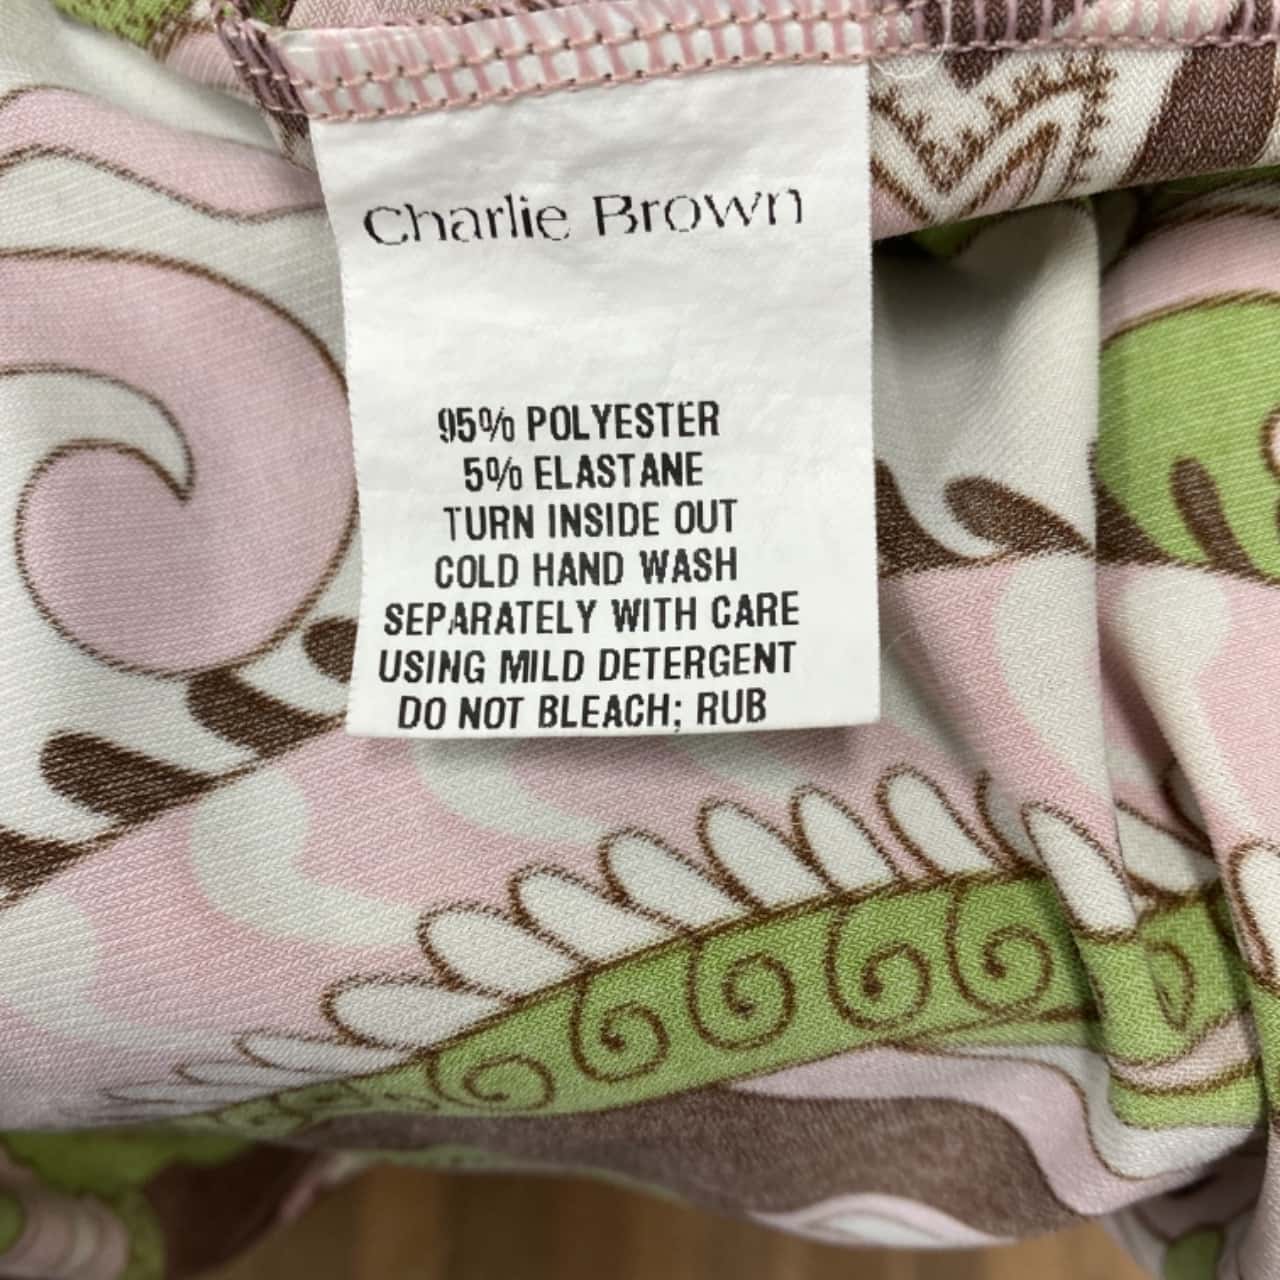 Charlie Brown
95% POLYESTER
5% ELASTANE
TURN INSIDE OUT
COLD HAND WASH
SEPARATELY WITH CARE
USING MILD DETERGENT
DO NOT BLEACH; RUB